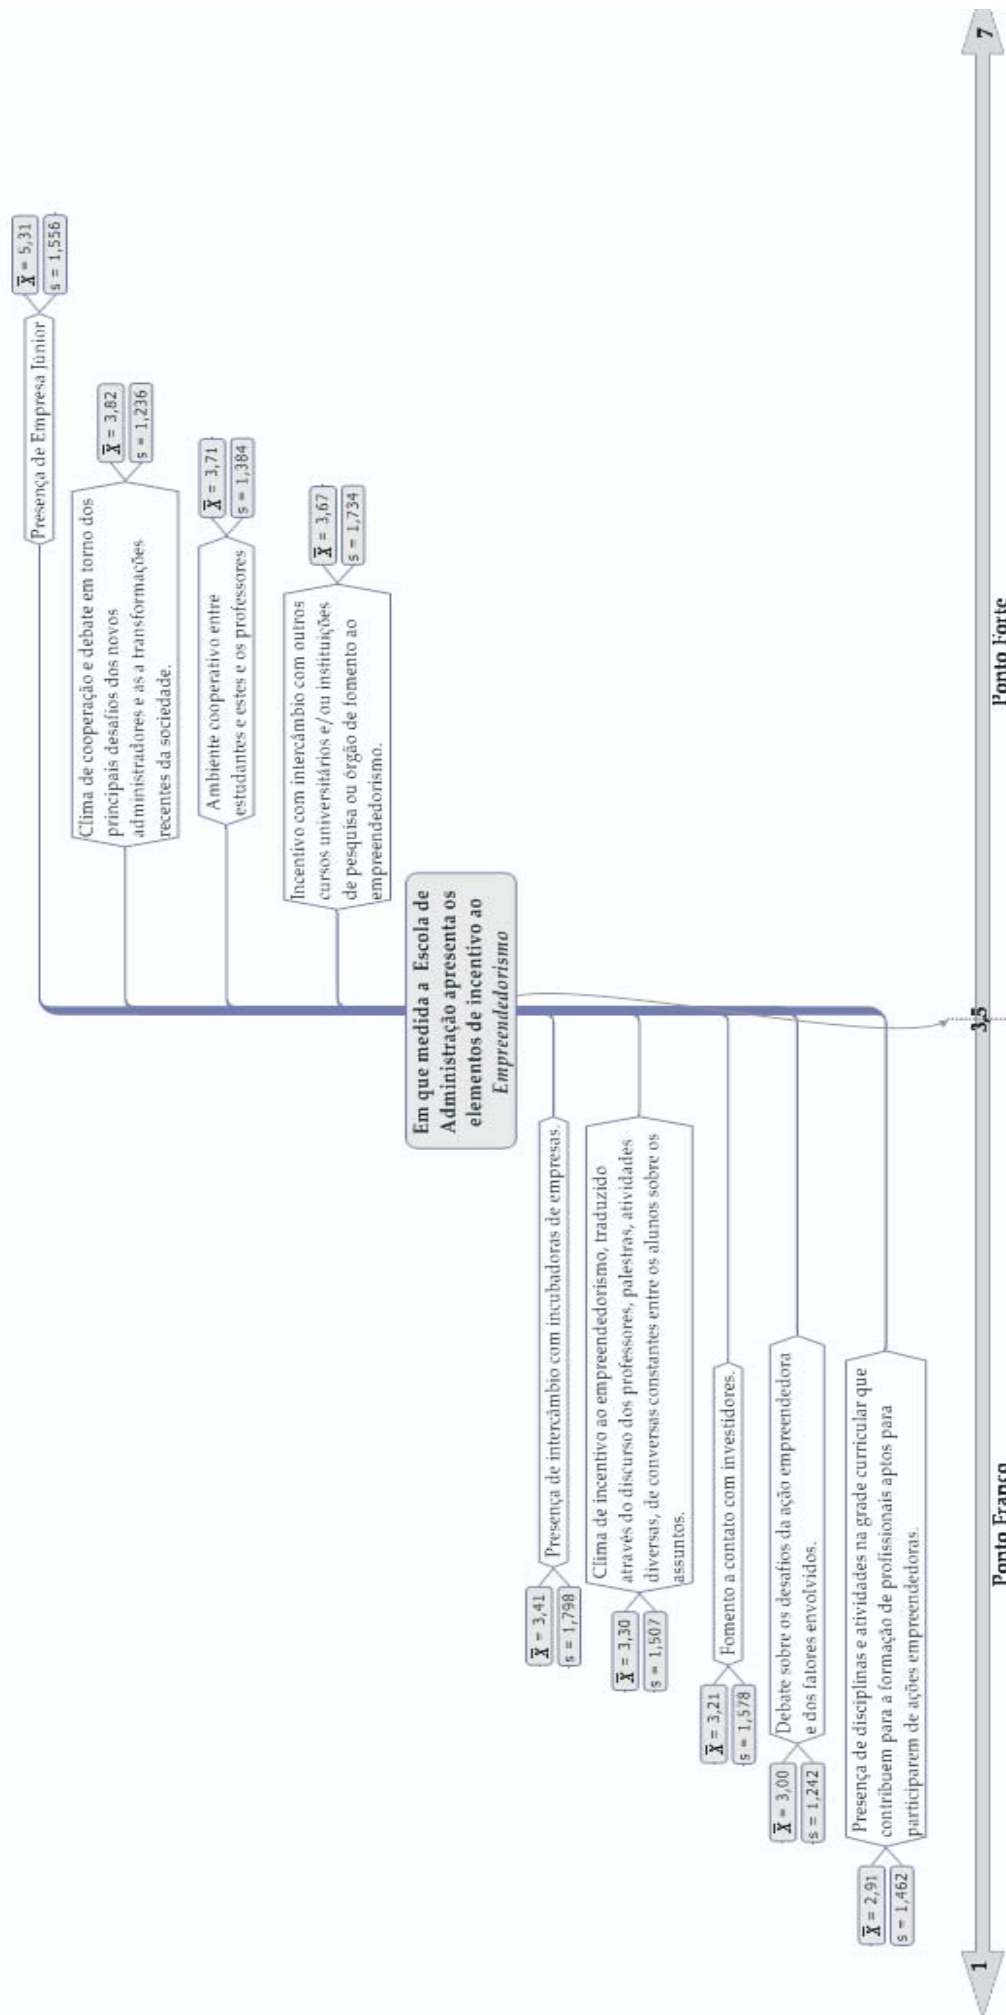 Presença de Empresa Júnior
X̄ = 5,31
s = 1,556
Clima de cooperação e debate em torno dos
principais desafios dos novos
administradores e as a transformações
recentes da sociedade.
X̄ = 3,82
s = 1,236
Ambiente cooperativo entre
estudantes e estes e os professores
X̄ = 3,71
s = 1,384
Incentivo com intercâmbio com outros
cursos universitários e/ou instituições
de pesquisa ou órgão de fomento ao
empreendedorismo.
X̄ = 3,67
s = 1,734
Em que medida a Escola de
Administração apresenta os
elementos de incentivo ao
Empreendedorismo
Presença de intercâmbio com incubadoras de empresas.
X̄ = 3,41
s = 1,798
Clima de incentivo ao empreendedorismo, traduzido
através do discurso dos professores, palestras, atividades
diversas, de conversas constantes entre os alunos sobre os
assuntos.
X̄ = 3,30
s = 1,507
Fomento a contato com investidores.
X̄ = 3,21
s = 1,578
Debate sobre os desafios da ação empreendedora
e dos fatores envolvidos.
X̄ = 3,00
s = 1,242
Presença de disciplinas e atividades na grade curricular que
contribuem para a formação de profissionais aptos para
participarem de ações empreendedoras.
X̄ = 2,91
s = 1,462
1
3,5
7
Ponto Fraco
Ponto Forte